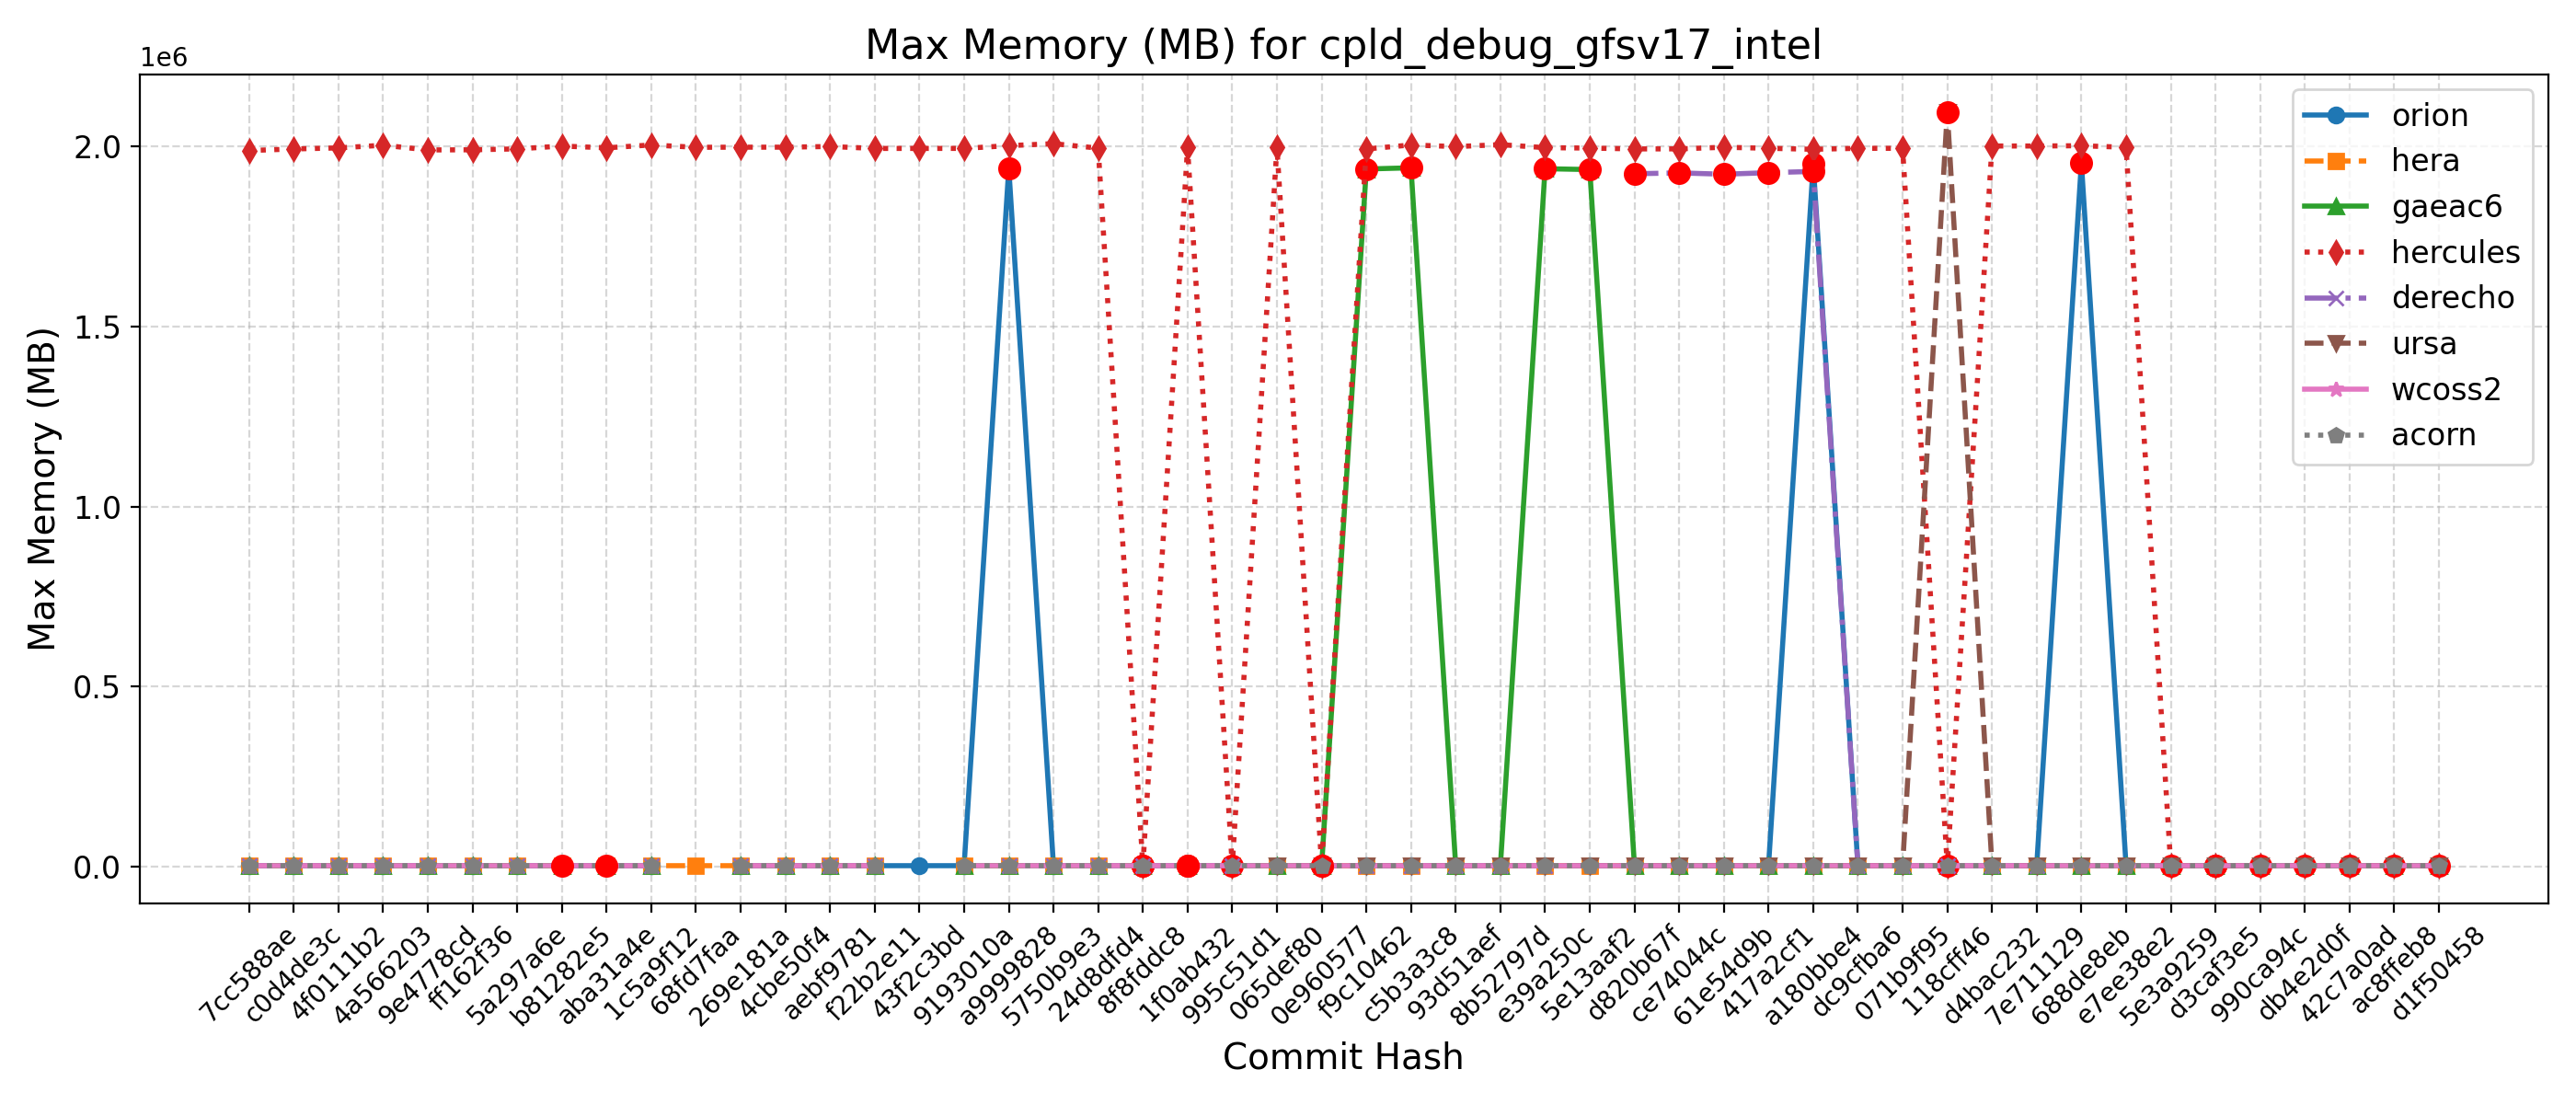 Max Memory (MB) for cpld_debug_gfsv17_intel
1e6
2.0
1.5
1.0
0.5
0.0
Max Memory (MB)
orion
hera
gaeac6
hercules
derecho
ursa
wcoss2
acorn
7cc588ae
c0d4de3c
4f0111b2
4a566203
9e4778cd
ff162f36
5a297a6e
b81282e5
aba31a4e
1c5a9f12
68fd7faa
269e181a
4cbe50f4
aebf9781
f22b2e11
43f2c3bd
9193010a
a9999828
5750b9e3
24d8dfd4
8f8fddc8
1f0ab432
995c51d1
065def80
0e960577
f9c10462
c5b3a3c8
93d51aef
8b52797d
e39a250c
5e13aaf2
d820b67f
ce74044c
61e54d9b
417a2cf1
a180bbe4
dc9cfba6
071b9f95
118cff46
d4bac232
7e711129
688de8eb
e7ee38e2
5e3a9259
d3caf3e5
990ca94c
db4e2d0f
42c7a0ad
ac8ffeb8
d1f50458
Commit Hash